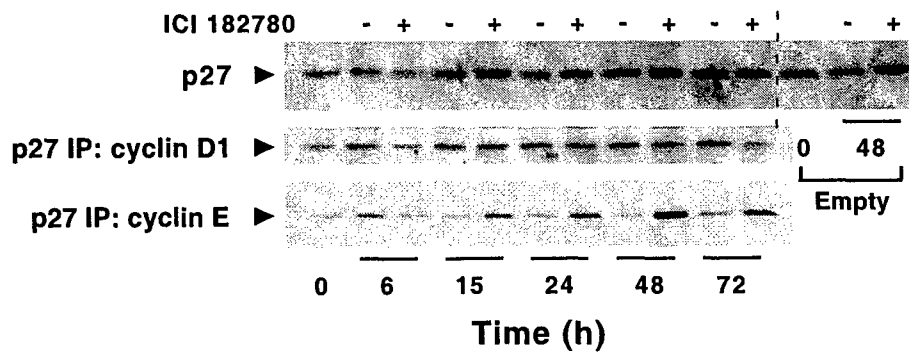 ICI 182780 - + - + - + - + - + - +
p27
p27 IP: cyclin D1
0 48
Empty
p27 IP: cyclin E
0 6 15 24 48 72
Time (h)